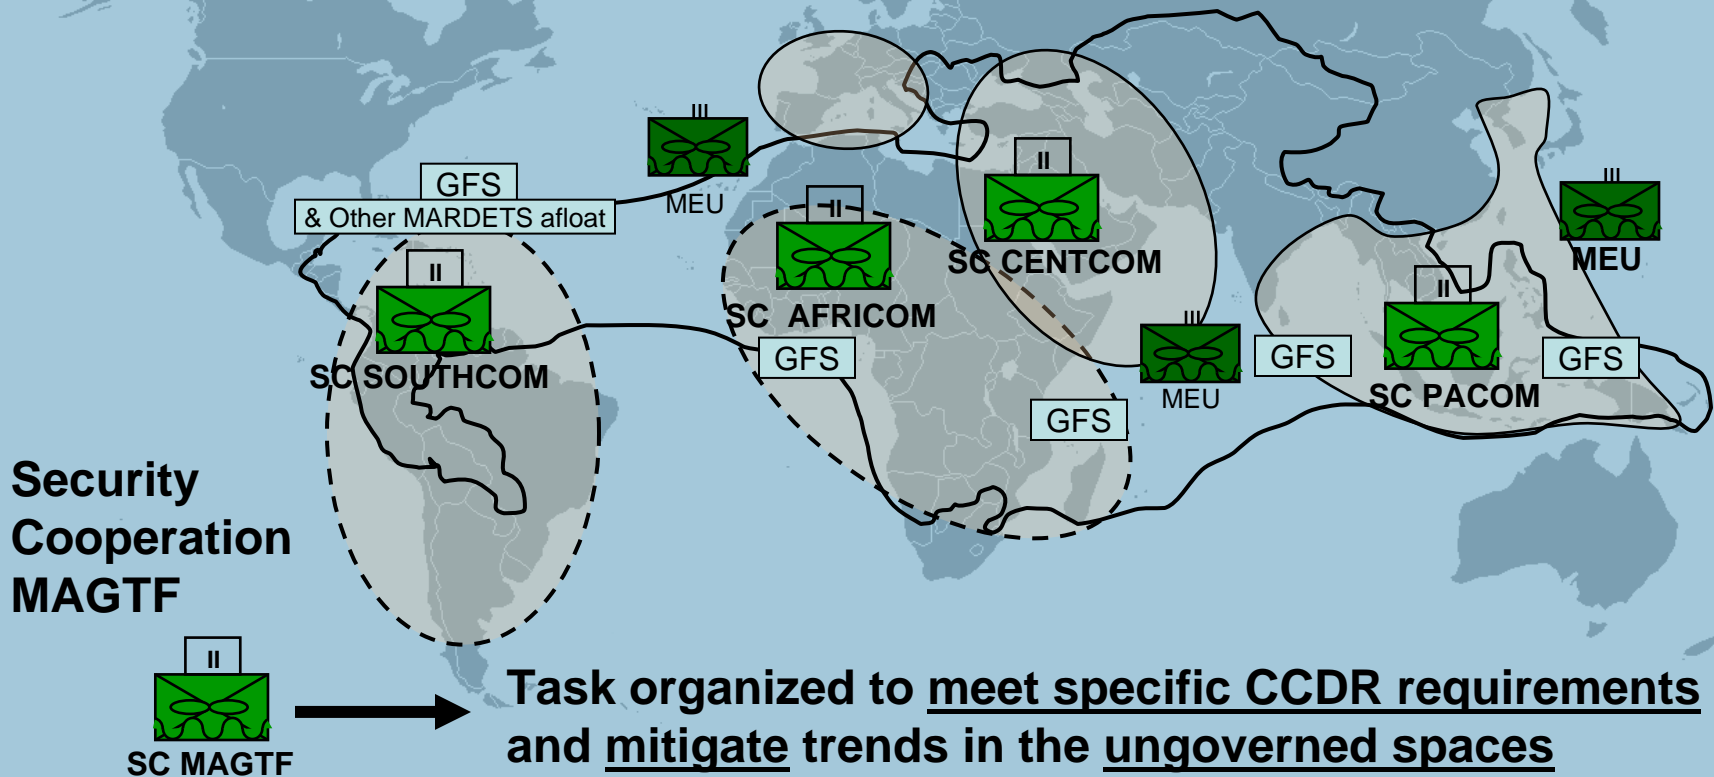 III
MEU
GFS
& Other MARDETS afloat
II
SC SOUTHCOM
II
SC AFRICOM
GFS
II
SC CENTCOM
III
MEU
GFS
GFS
II
SC PACOM
GFS
III
MEU
Security
Cooperation
MAGTF
II
SC MAGTF
Task organized to meet specific CCDR requirements
and mitigate trends in the ungoverned spaces